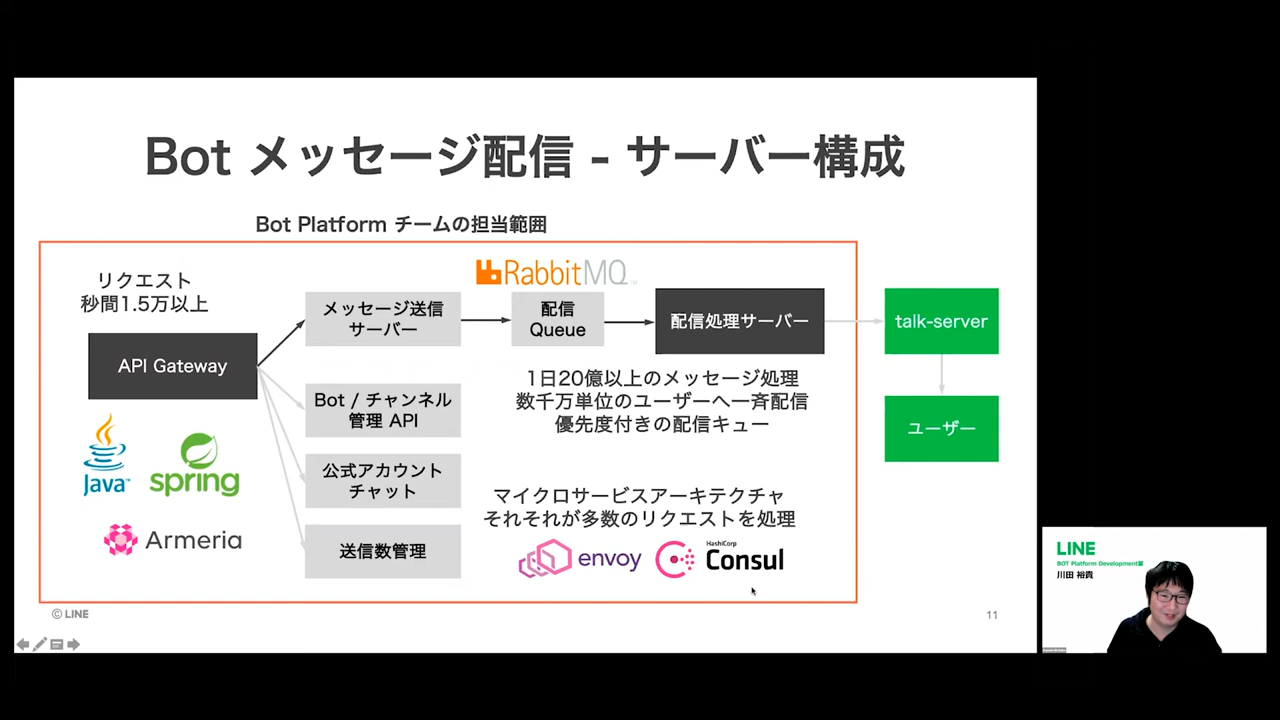 Bot メッセージ配信 - サーバー構成
Bot Platform チームの担当範囲
リクエスト
秒間1.5万以上
API Gateway
Java
spring
Armeria
メッセージ送信
サーバー
Bot / チャンネル
管理 API
公式アカウント
チャット
送信数管理
RabbitMQ
配信
Queue
配信処理サーバー
1日20億以上のメッセージ処理
数千万単位のユーザーへ一斉配信
優先度付きの配信キュー
マイクロサービスアーキテクチャ
それそれが多数のリクエストを処理
envoy
HashiCorp
Consul
talk-server
ユーザー
© LINE
11
LINE
BOT Platform Development室
川田 裕貴